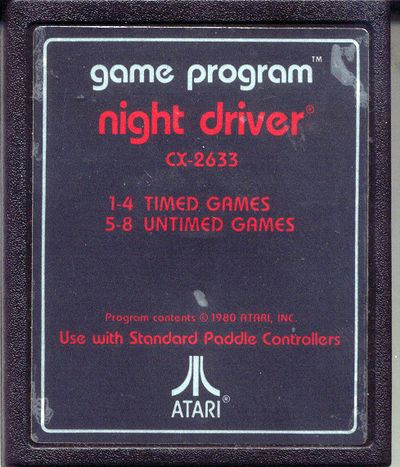 game program™
night driver®
CX-2633
1-4 TIMED GAMES
5-8 UNTIMED GAMES
Program contents © 1980 ATARI, INC.
Use with Standard Paddle Controllers
ATARI®